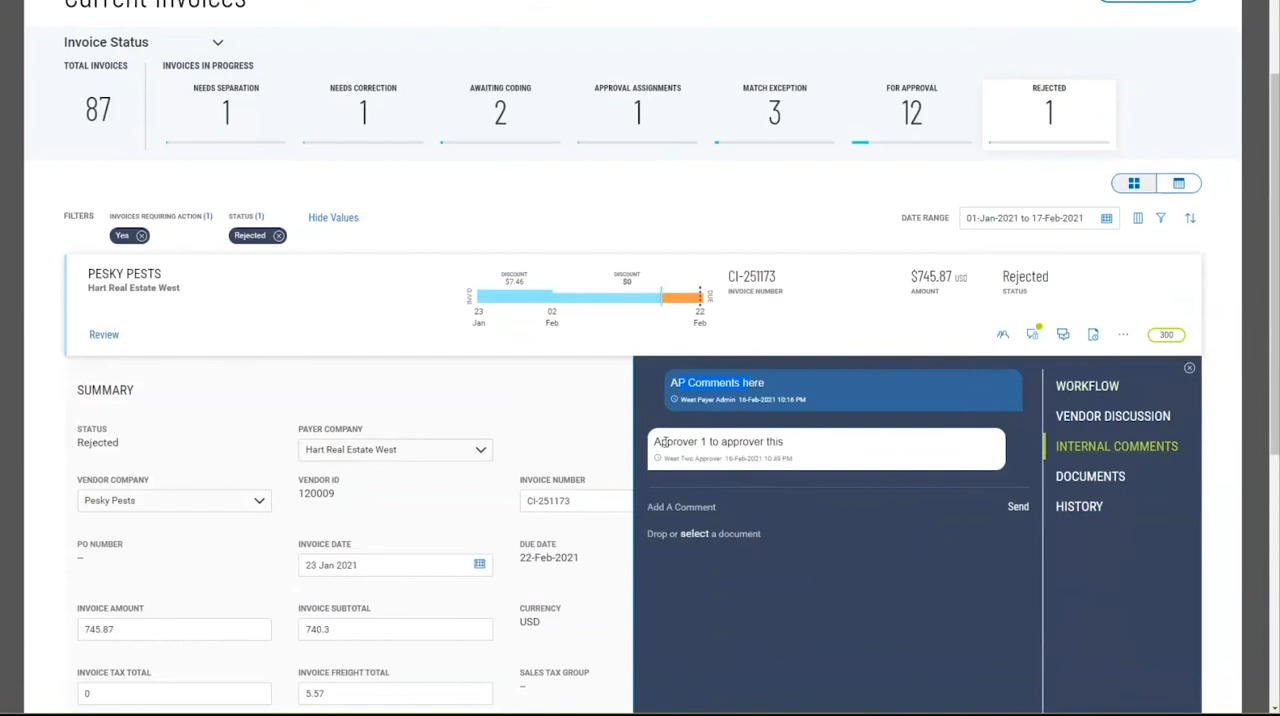 Current Invoices
Invoice Status
TOTAL INVOICES
87
INVOICES IN PROGRESS
NEEDS SEPARATION
1
NEEDS CORRECTION
1
AWAITING CODING
2
APPROVAL ASSIGNMENTS
1
MATCH EXCEPTION
3
FOR APPROVAL
12
REJECTED
1
FILTERS
INVOICES REQUIRING ACTION (1)
Yes
STATUS (1)
Rejected
Hide Values
DATE RANGE
01-Jan-2021 to 17-Feb-2021
PESKY PESTS
Hart Real Estate West
Review
DISCOUNT
$7.46
DISCOUNT
$0
INV'D
DUE
23
Jan
02
Feb
22
Feb
CI-251173
INVOICE NUMBER
$745.87 USD
AMOUNT
Rejected
STATUS
300
SUMMARY
STATUS
Rejected
PAYER COMPANY
Hart Real Estate West
VENDOR COMPANY
Pesky Pests
VENDOR ID
120009
INVOICE NUMBER
CI-251173
PO NUMBER
--
INVOICE DATE
23 Jan 2021
DUE DATE
22-Feb-2021
INVOICE AMOUNT
745.87
INVOICE SUBTOTAL
740.3
CURRENCY
USD
INVOICE TAX TOTAL
0
INVOICE FREIGHT TOTAL
5.57
SALES TAX GROUP
--
AP Comments here
West Payer Admin 16-Feb-2021 10:16 PM
Approver 1 to approver this
West Two Approver 16-Feb-2021 10:49 PM
Add A Comment
Send
Drop or select a document
WORKFLOW
VENDOR DISCUSSION
INTERNAL COMMENTS
DOCUMENTS
HISTORY